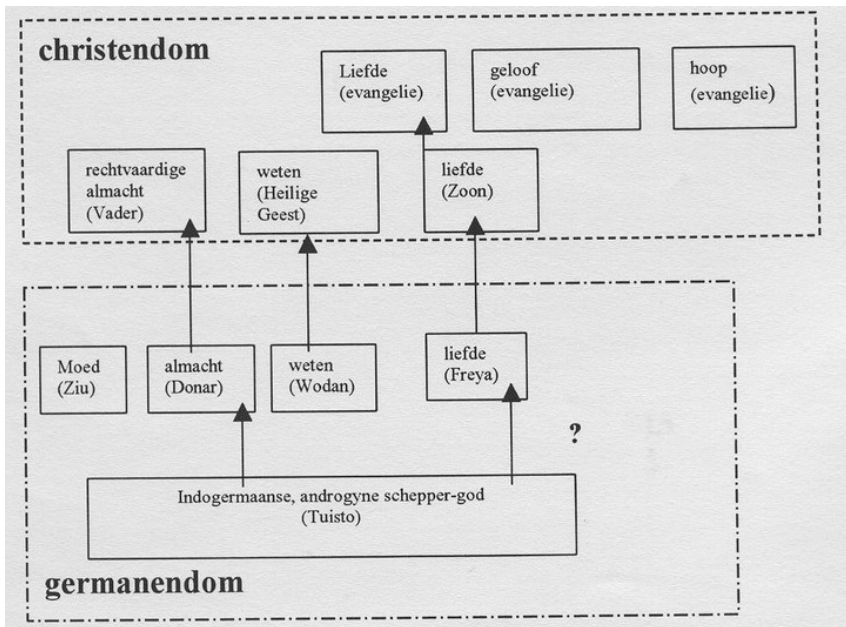 christendom
Liefde
(evangelie)
geloof
(evangelie)
hoop
(evangelie)
rechtvaardige
almacht
(Vader)
weten
(Heilige
Geest)
liefde
(Zoon)
Moed
(Ziu)
almacht
(Donar)
weten
(Wodan)
liefde
(Freya)
?
Indogermaanse, androgyne schepper-god
(Tuisto)
germanendom